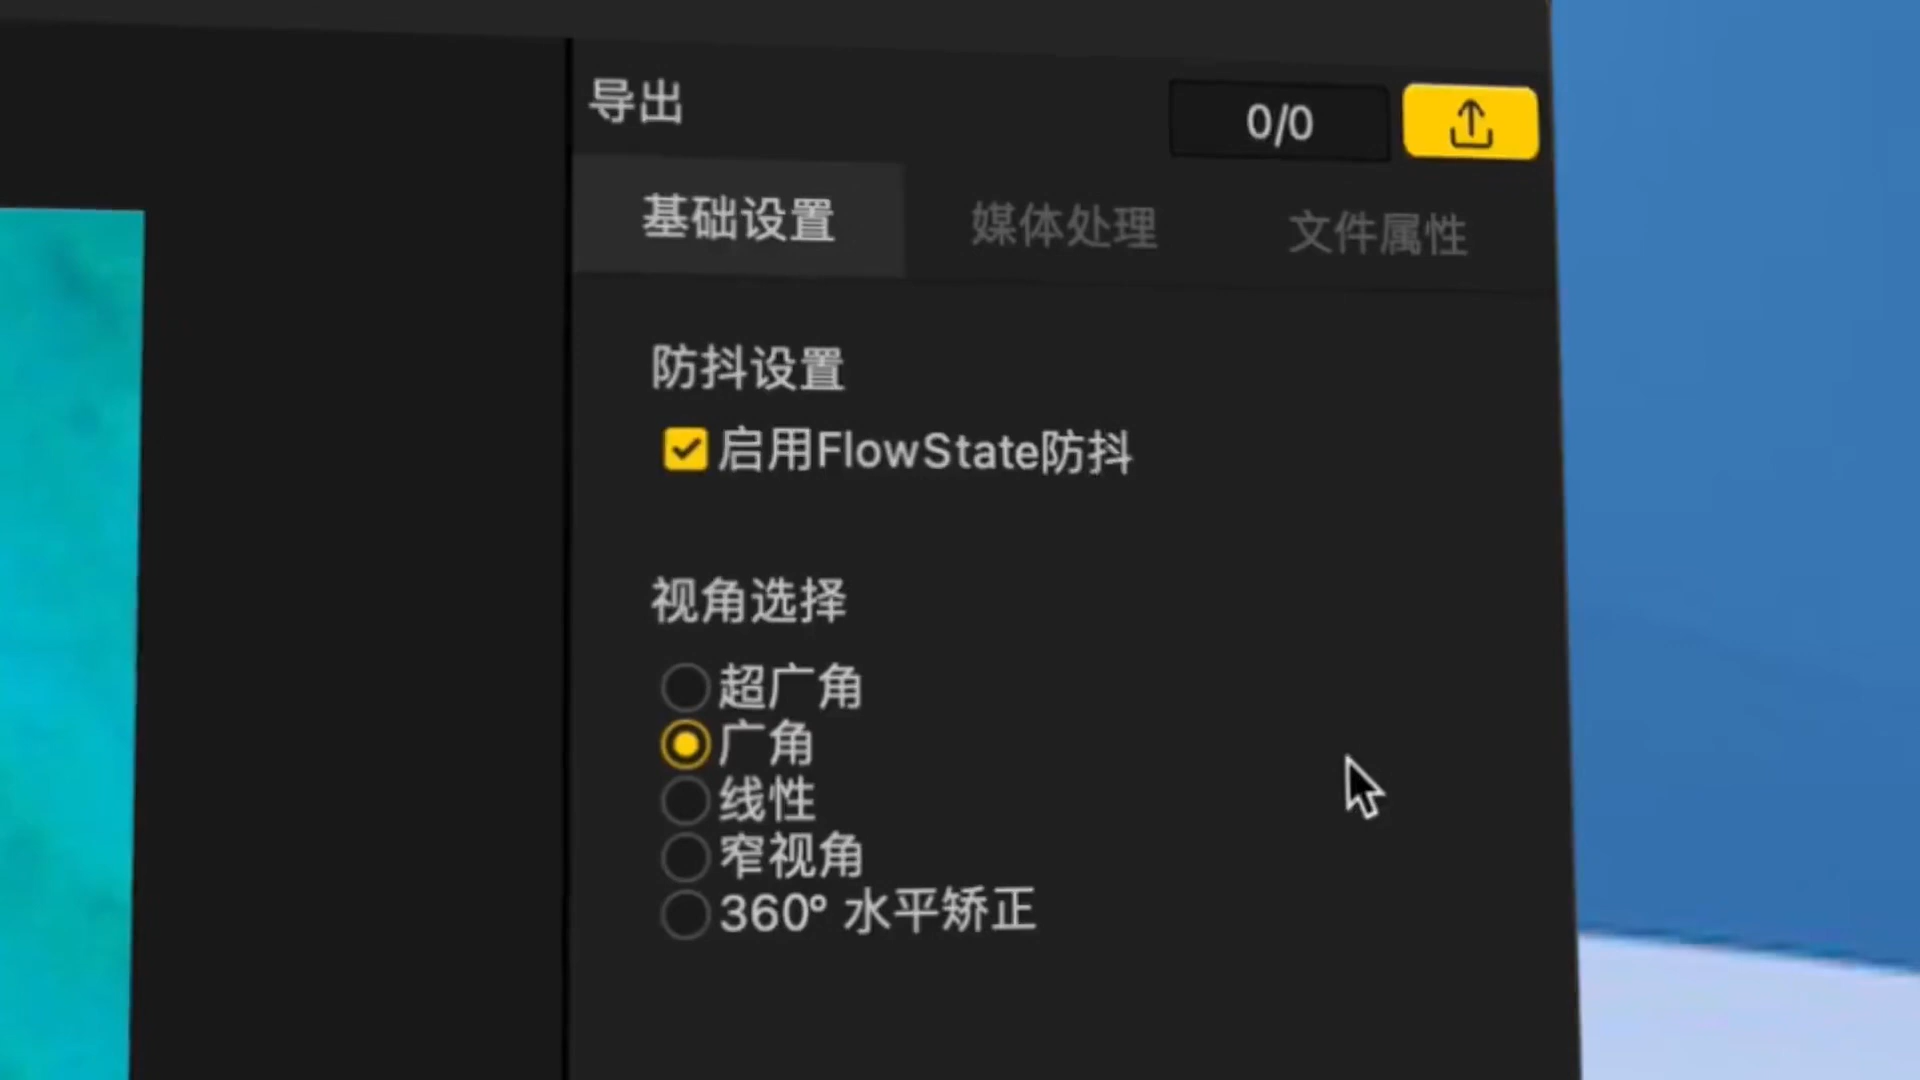 导出
0/0
基础设置
媒体处理
文件属性
防抖设置
启用FlowState防抖
视角选择
超广角
广角
线性
窄视角
360° 水平矫正